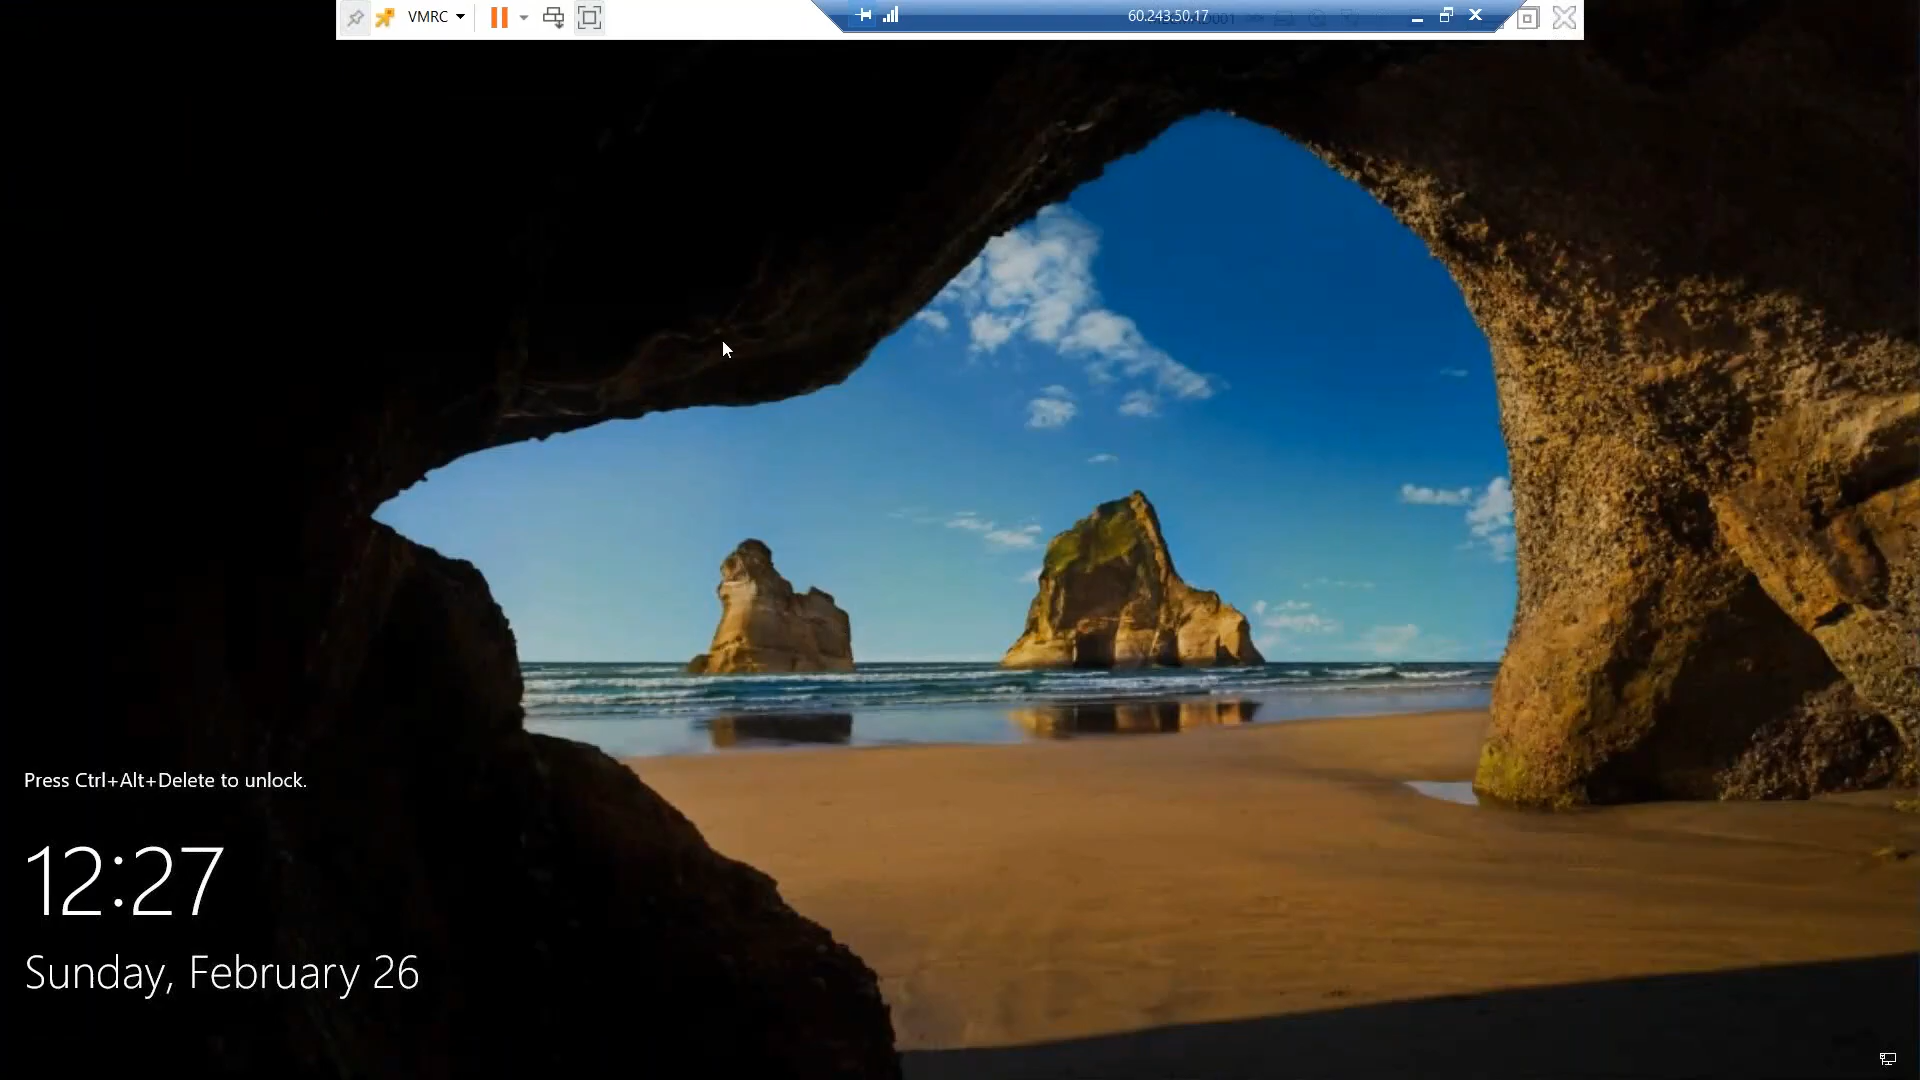 VMRC
60.243.50.17
Press Ctrl+Alt+Delete to unlock.
12:27
Sunday, February 26